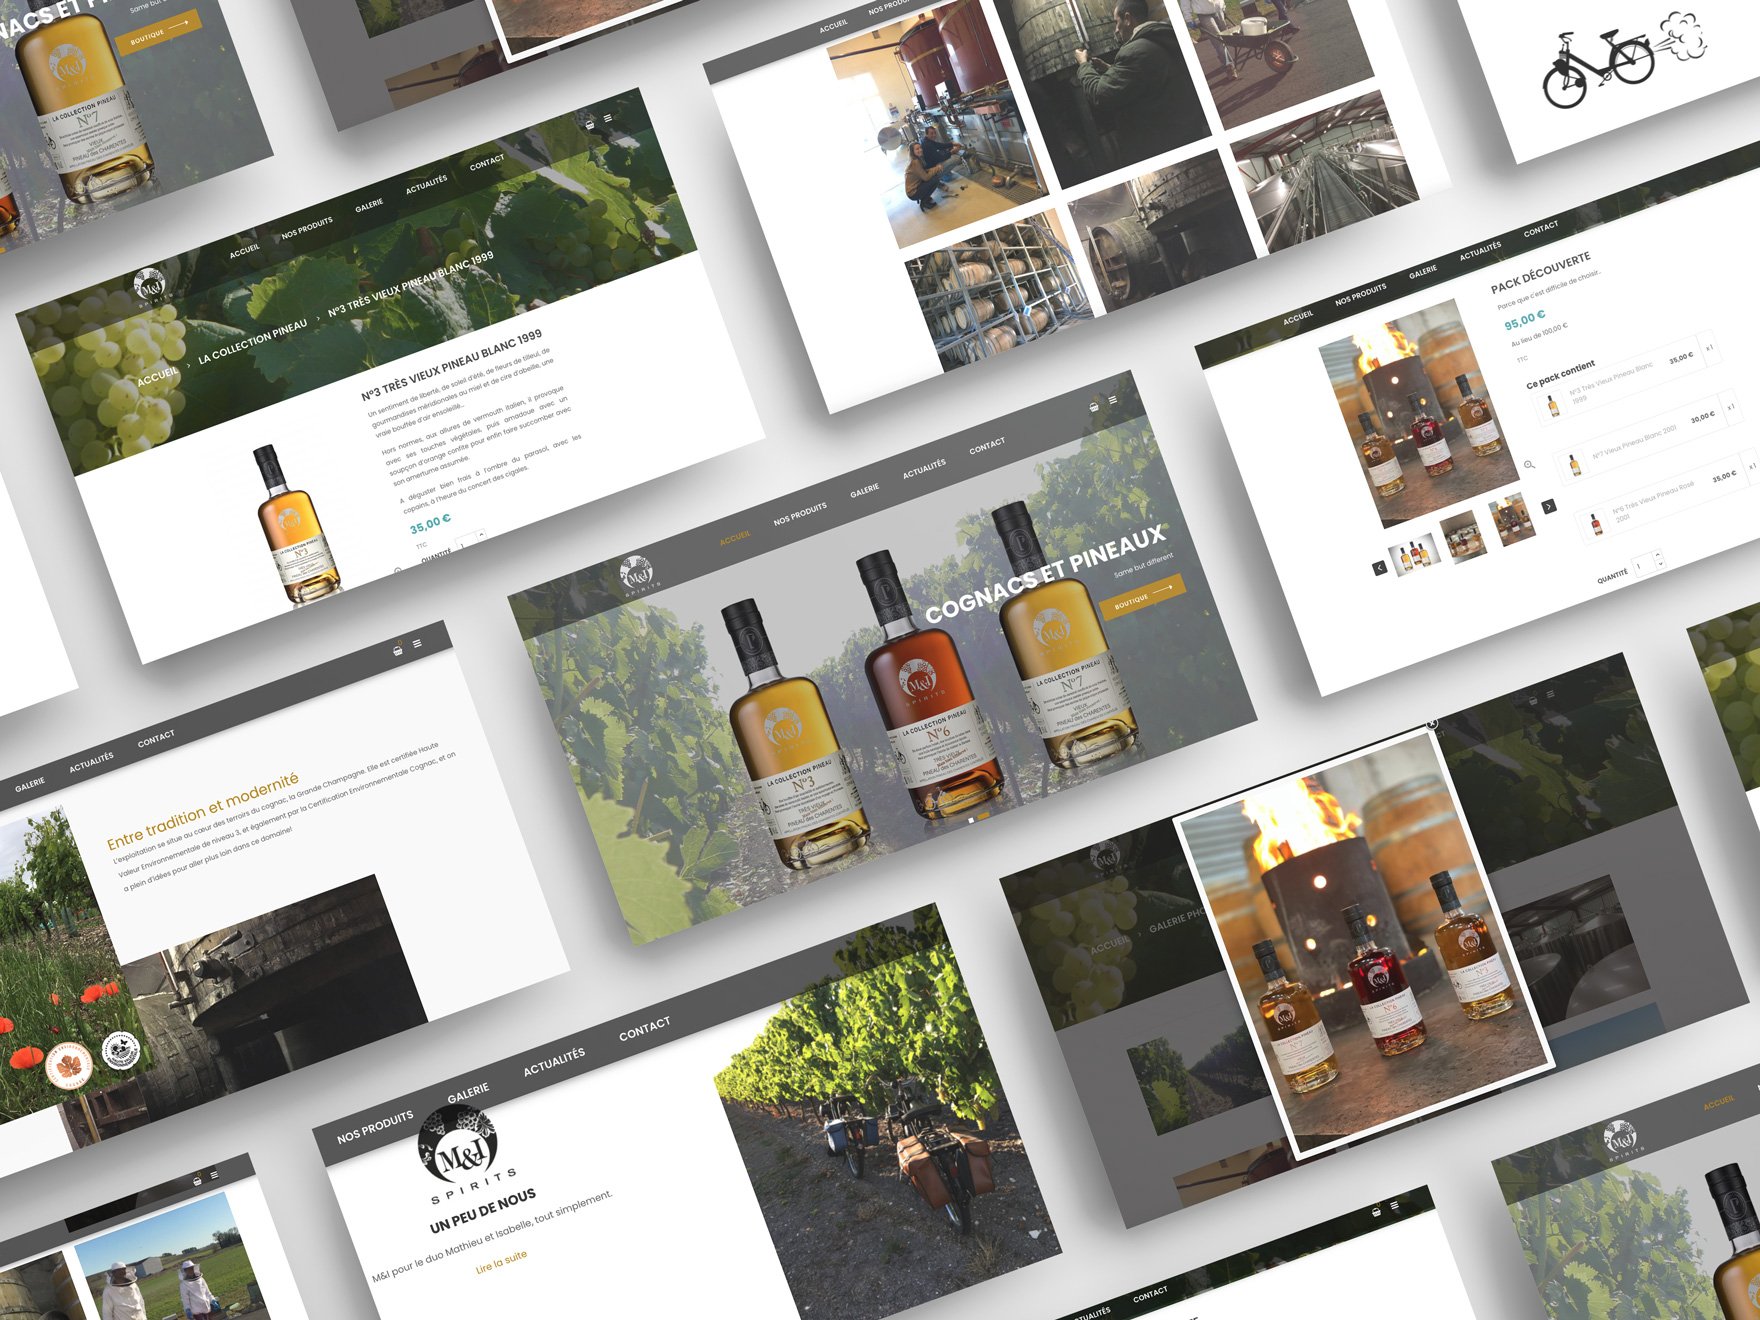 NACS ET PI
Same but d
BOUTIQUE
M&I
LA COLLECTION PINEAU
N°7
VIEUX
PINEAU des CHARENTES
ACCUEIL
NOS PRODU
ACCUEIL
NOS PRODUITS
GALERIE
ACTUALITÉS
CONTACT
SPIRITS
ACCUEIL > LA COLLECTION PINEAU > N°3 TRÈS VIEUX PINEAU BLANC 1999
N°3 TRÈS VIEUX PINEAU BLANC 1999
Un sentiment de liberté, de soleil d'été, de fleurs de tilleul, de
gourmandises méridionales au miel et de cire d'abeille, une
vraie bouffée d'air ensoleillé...
Hors normes, aux allures de vermouth italien, il provoque
avec ses touches végétales, puis amadoue avec un
soupçon d'orange confite pour enfin faire succomber avec
son amertume assumée.
A déguster bien frais à l'ombre du parasol, avec les
copains, à l'heure du concert des cigales.
35,00 €
TTC
QUANTITÉ
LA COLLECTION PINEAU
N°3
ACCUEIL
NOS PRODUITS
GALERIE
ACTUALITÉS
CONTACT
PACK DÉCOUVERTE
Parce que c'est difficile de choisir...
95,00 €
Au lieu de 100,00 €
TTC
Ce pack contient
N°3 Très Vieux Pineau Blanc
1999
35,00 €
x 1
N°7 Vieux Pineau Blanc 2001
30,00 €
x 1
N°6 Très Vieux Pineau Rosé
2001
35,00 €
x 1
QUANTITÉ
1
M&I
SPIRITS
ACCUEIL
NOS PRODUITS
GALERIE
ACTUALITÉS
CONTACT
COGNACS ET PINEAUX
Same but different
BOUTIQUE
M&I
LA COLLECTION PINEAU
N°3
TRÈS VIEUX
PINEAU des CHARENTES
M&I
LA COLLECTION PINEAU
N°6
TRÈS VIEUX
PINEAU des CHARENTES
M&I
LA COLLECTION PINEAU
N°7
VIEUX
PINEAU des CHARENTES
GALERIE
ACTUALITÉS
CONTACT
Entre tradition et modernité
L'exploitation se situe au cœur des terroirs du cognac, la Grande Champagne. Elle est certifiée Haute
Valeur Environnementale de niveau 3, et également par la Certification Environnementale Cognac, et on
a plein d'idées pour aller plus loin dans ce domaine!
NOS PRODUITS
GALERIE
ACTUALITÉS
CONTACT
M&I
SPIRITS
UN PEU DE NOUS
M&I pour le duo Mathieu et Isabelle, tout simplement.
Lire la suite
ACCUEIL > GALERIE PHO
CT
M&I
M&I
N°6
M&I
N°3
ACCUEIL
M&I
SPIRITS
CTUALITÉS
CONTACT